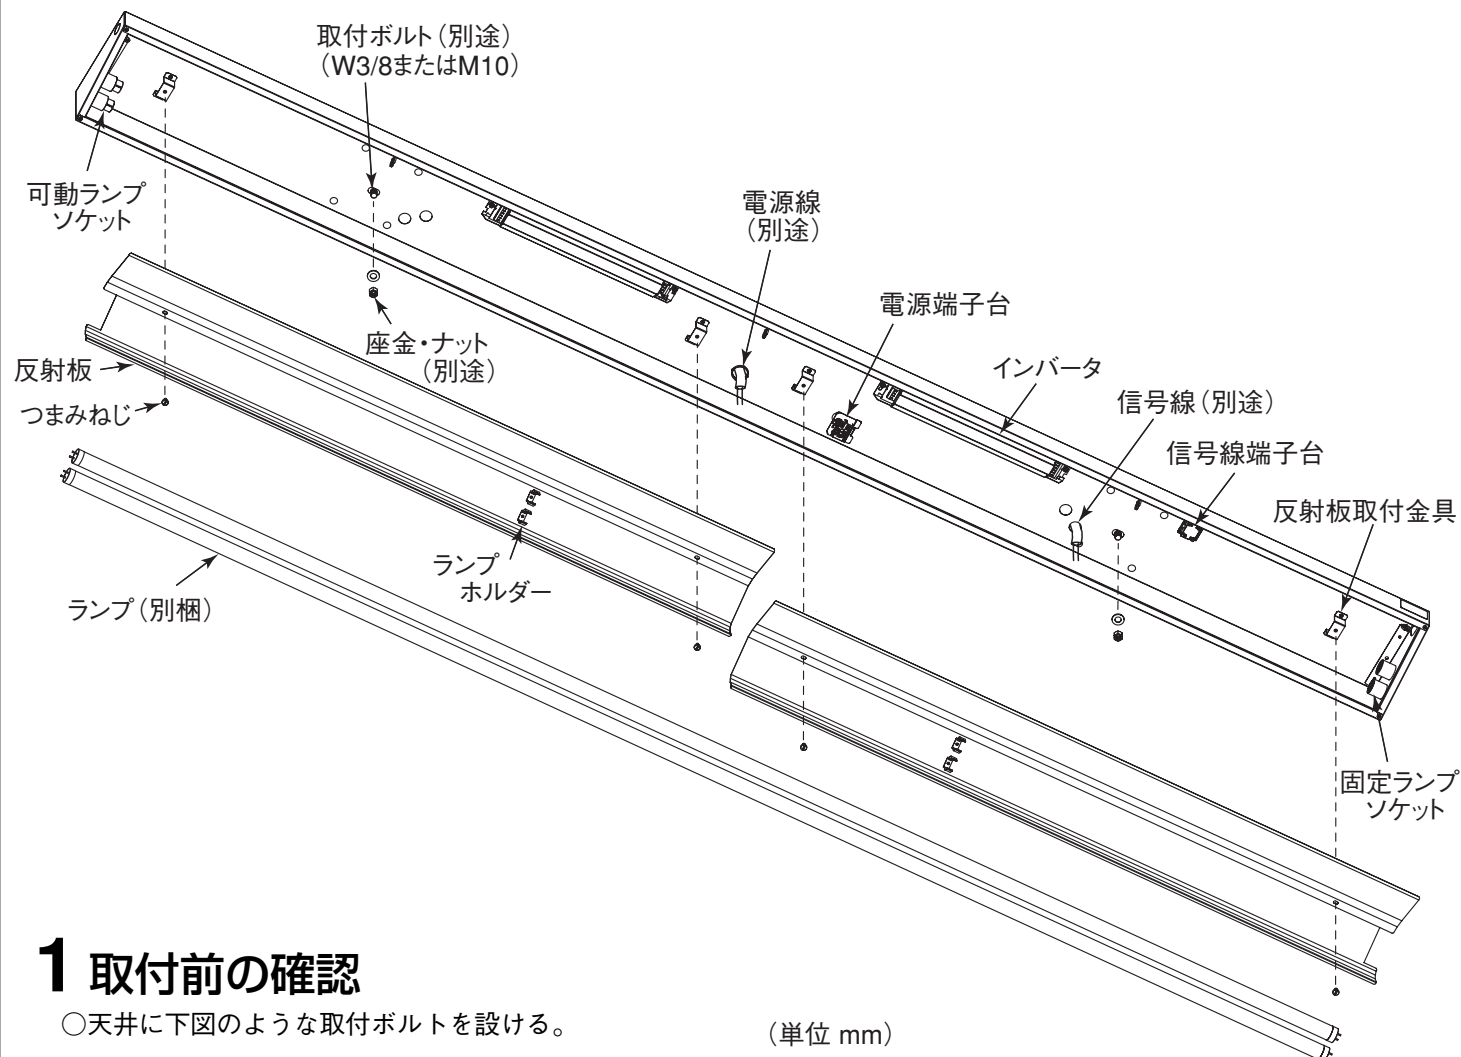 取付ボルト（別途）
（W3/8またはM10）
可動ランプ
ソケット
電源線
（別途）
電源端子台
座金・ナット
（別途）
インバータ
反射板
信号線（別途）
つまみねじ
信号線端子台
反射板取付金具
ランプ
ホルダー
ランプ（別梱）
固定ランプ
ソケット
1 取付前の確認
○天井に下図のような取付ボルトを設ける。
（単位 mm）